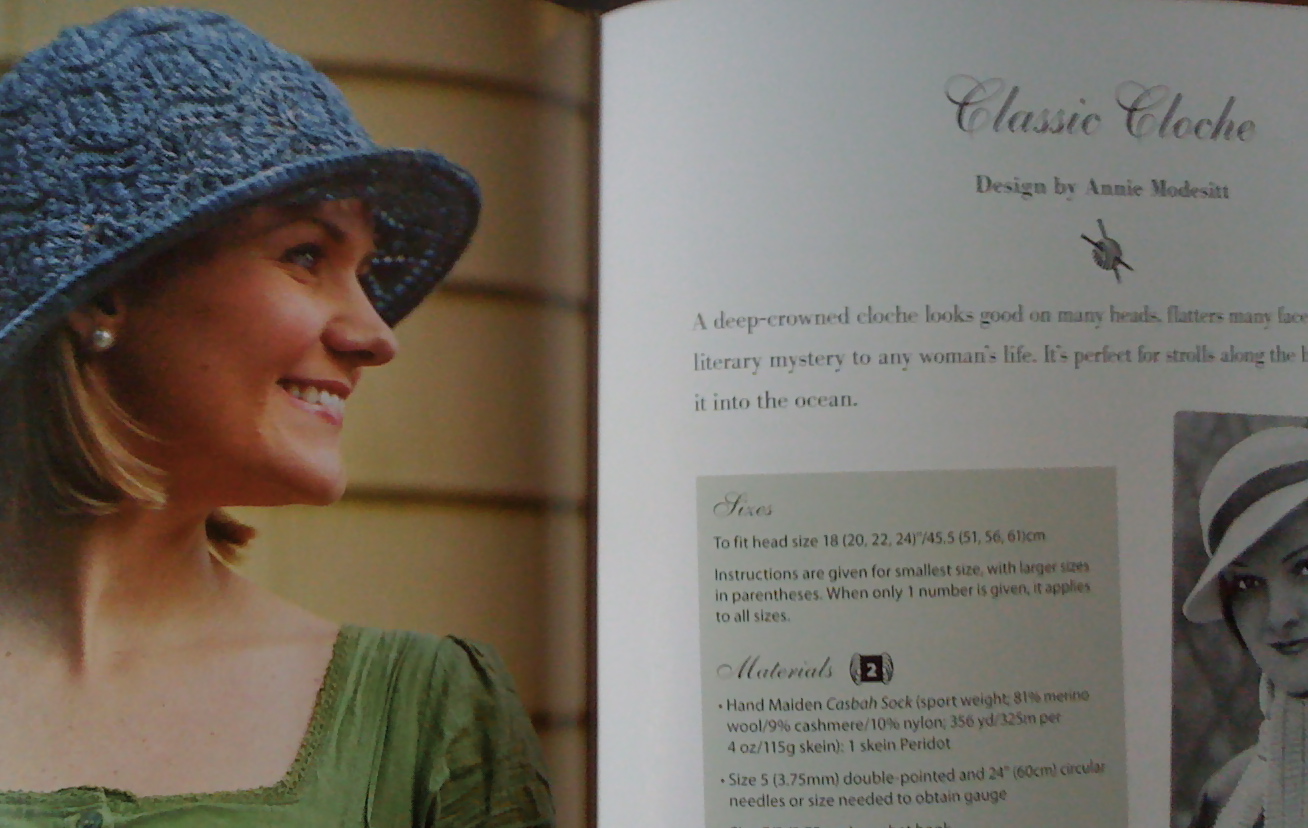 Classic Cloche
Design by Annie Modesitt
A deep-crowned cloche looks good on many heads, flatters many face
literary mystery to any woman's life. It's perfect for strolls along the
it into the ocean.
Sizes
To fit head size 18 (20, 22, 24)"/45.5 (51, 56, 61)cm
Instructions are given for smallest size, with larger sizes
in parentheses. When only 1 number is given, it applies
to all sizes.
Materials 2
• Hand Maiden Casbah Sock (sport weight; 81% merino
wool/9% cashmere/10% nylon; 356 yd/325m per
4 oz/115g skein): 1 skein Peridot
• Size 5 (3.75mm) double-pointed and 24" (60cm) circular
needles or size needed to obtain gauge